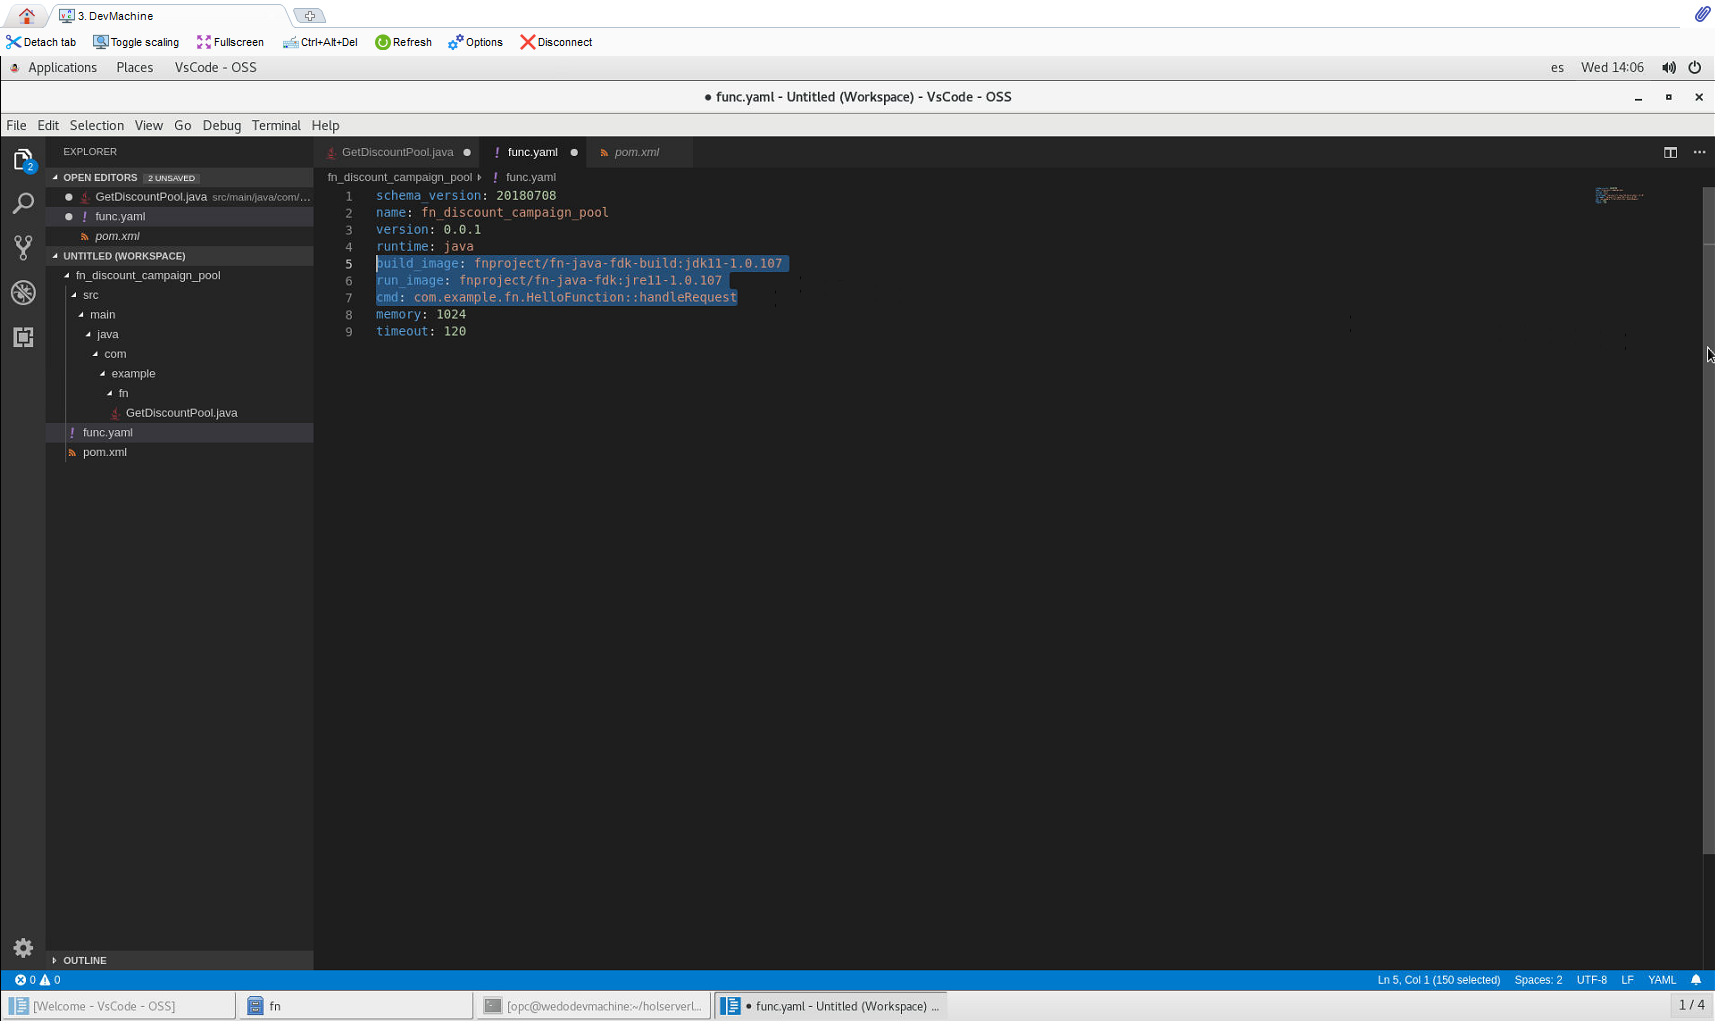 3. DevMachine
Detach tab Toggle scaling Fullscreen Ctrl+Alt+Del Refresh Options Disconnect
Applications Places VsCode - OSS es Wed 14:06
● func.yaml - Untitled (Workspace) - VsCode - OSS
File Edit Selection View Go Debug Terminal Help
EXPLORER
2
OPEN EDITORS 2 UNSAVED
GetDiscountPool.java src/main/java/com/...
! func.yaml
pom.xml
UNTITLED (WORKSPACE)
fn_discount_campaign_pool
src
main
java
com
example
fn
GetDiscountPool.java
! func.yaml
pom.xml
OUTLINE
GetDiscountPool.java ● ! func.yaml ● pom.xml
fn_discount_campaign_pool ! func.yaml
1 schema_version: 20180708
2 name: fn_discount_campaign_pool
3 version: 0.0.1
4 runtime: java
5 build_image: fnproject/fn-java-fdk-build:jdk11-1.0.107
6 run_image: fnproject/fn-java-fdk:jre11-1.0.107
7 cmd: com.example.fn.HelloFunction::handleRequest
8 memory: 1024
9 timeout: 120
0 0 Ln 5, Col 1 (150 selected) Spaces: 2 UTF-8 LF YAML
[Welcome - VsCode - OSS] fn [opc@wedodevmachine:~/holserverl... ● func.yaml - Untitled (Workspace) ... 1 / 4